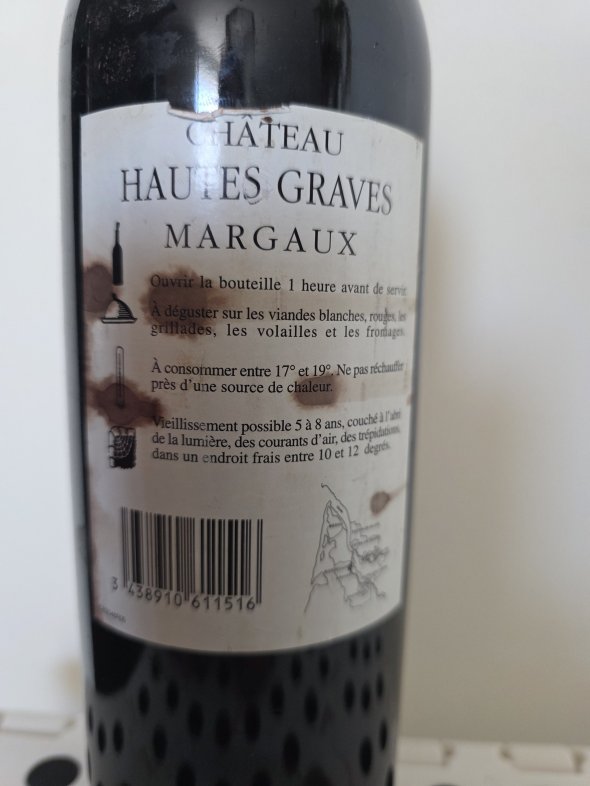 CHÂTEAU
HAUTES GRAVES
MARGAUX
Ouvrir la bouteille 1 heure avant de servir
À déguster sur les viandes blanches, rouges, les
grillades, les volailles et les fromages.
À consommer entre 17° et 19°. Ne pas réchauffer
près d'une source de chaleur.
Vieillissement possible 5 à 8 ans, couché à l'abri
de la lumière, des courants d'air, des trépidations,
dans un endroit frais entre 10 et 12 degrés.
3 438910 611516